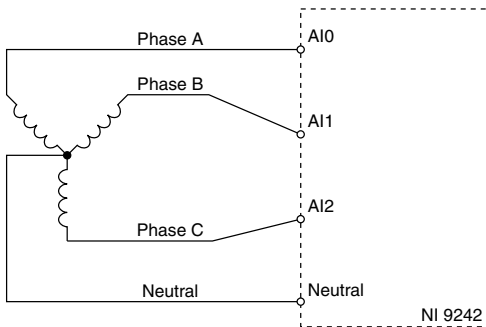 Phase A
AI0
Phase B
AI1
AI2
Phase C
Neutral
Neutral
NI 9242